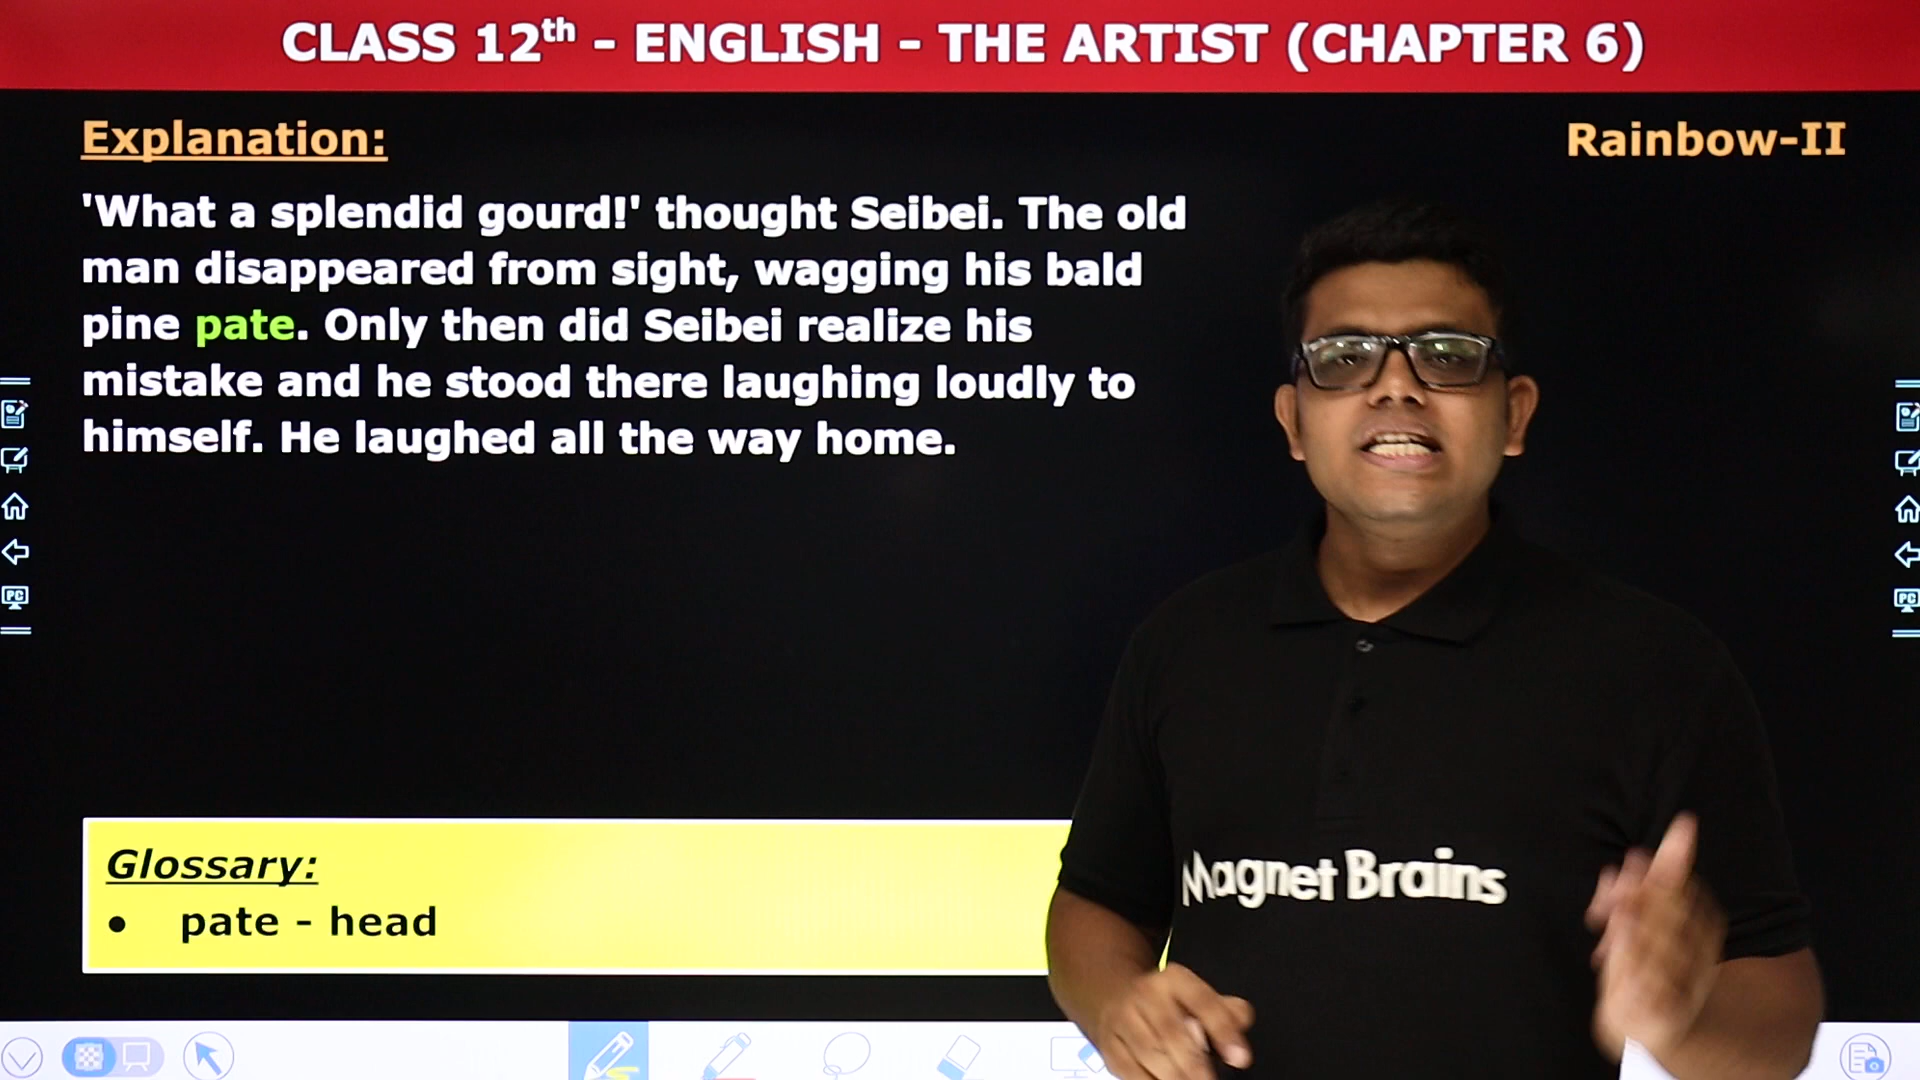 CLASS 12th - ENGLISH - THE ARTIST (CHAPTER 6)
Explanation:
Rainbow-II
'What a splendid gourd!' thought Seibei. The old
man disappeared from sight, wagging his bald
pine pate. Only then did Seibei realize his
mistake and he stood there laughing loudly to
himself. He laughed all the way home.
PC
PC
Glossary:
• pate - head
Magnet Brains